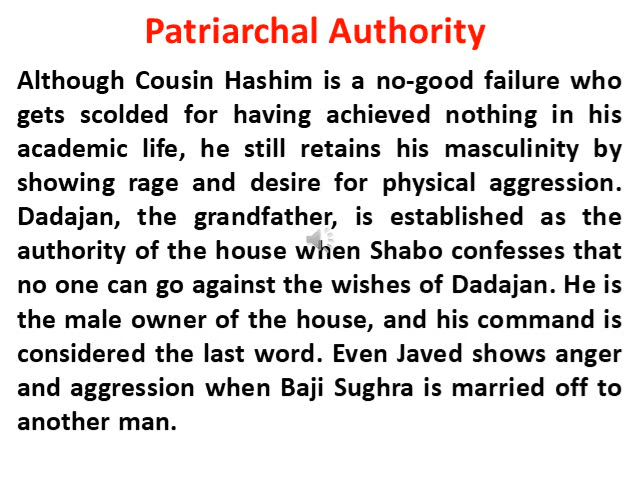 Patriarchal Authority
Although Cousin Hashim is a no-good failure who
gets scolded for having achieved nothing in his
academic life, he still retains his masculinity by
showing rage and desire for physical aggression.
Dadajan, the grandfather, is established as the
authority of the house when Shabo confesses that
no one can go against the wishes of Dadajan. He is
the male owner of the house, and his command is
considered the last word. Even Javed shows anger
and aggression when Baji Sughra is married off to
another man.